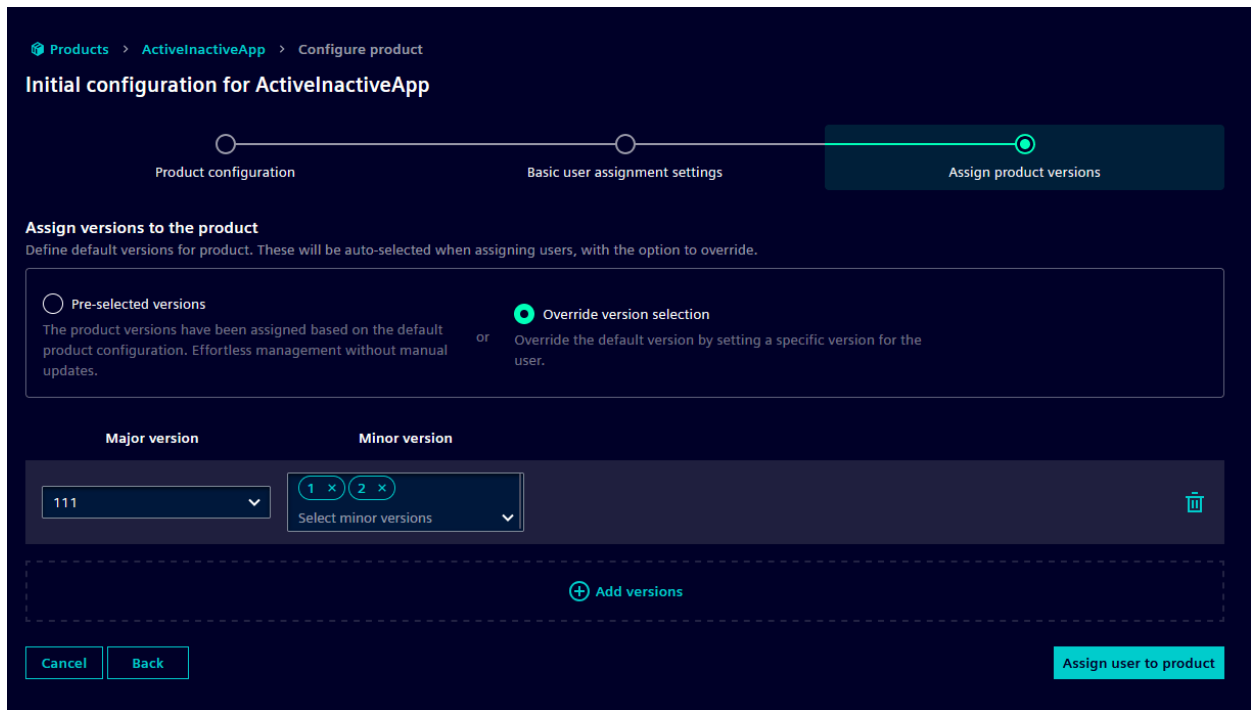 Products > ActiveInactiveApp > Configure product
Initial configuration for ActiveInactiveApp
Product configuration
Basic user assignment settings
Assign product versions
Assign versions to the product
Define default versions for product. These will be auto-selected when assigning users, with the option to override.
Pre-selected versions
The product versions have been assigned based on the default
product configuration. Effortless management without manual
updates.
or
Override version selection
Override the default version by setting a specific version for the
user.
Major version
Minor version
111
1 × 2 ×
Select minor versions
Add versions
Cancel
Back
Assign user to product